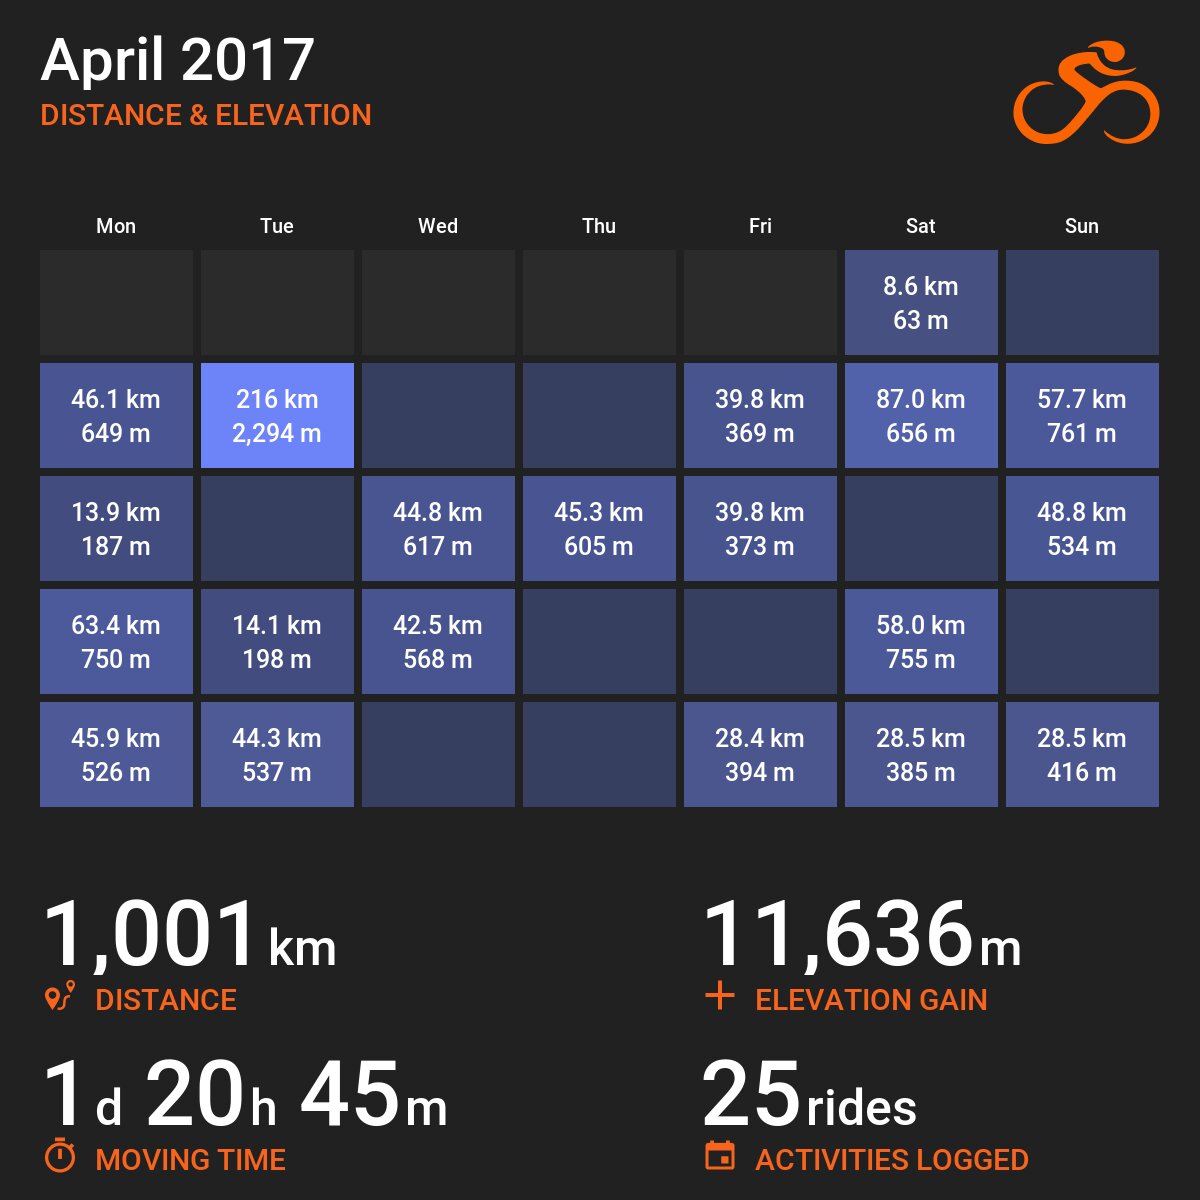 April 2017
DISTANCE & ELEVATION
Mon Tue Wed Thu Fri Sat Sun
8.6 km
63 m
46.1 km 216 km 39.8 km 87.0 km 57.7 km
649 m 2,294 m 369 m 656 m 761 m
13.9 km 44.8 km 45.3 km 39.8 km 48.8 km
187 m 617 m 605 m 373 m 534 m
63.4 km 14.1 km 42.5 km 58.0 km
750 m 198 m 568 m 755 m
45.9 km 44.3 km 28.4 km 28.5 km 28.5 km
526 m 537 m 394 m 385 m 416 m
1,001 km 11,636 m
DISTANCE ELEVATION GAIN
1 d 20 h 45 m 25 rides
MOVING TIME ACTIVITIES LOGGED